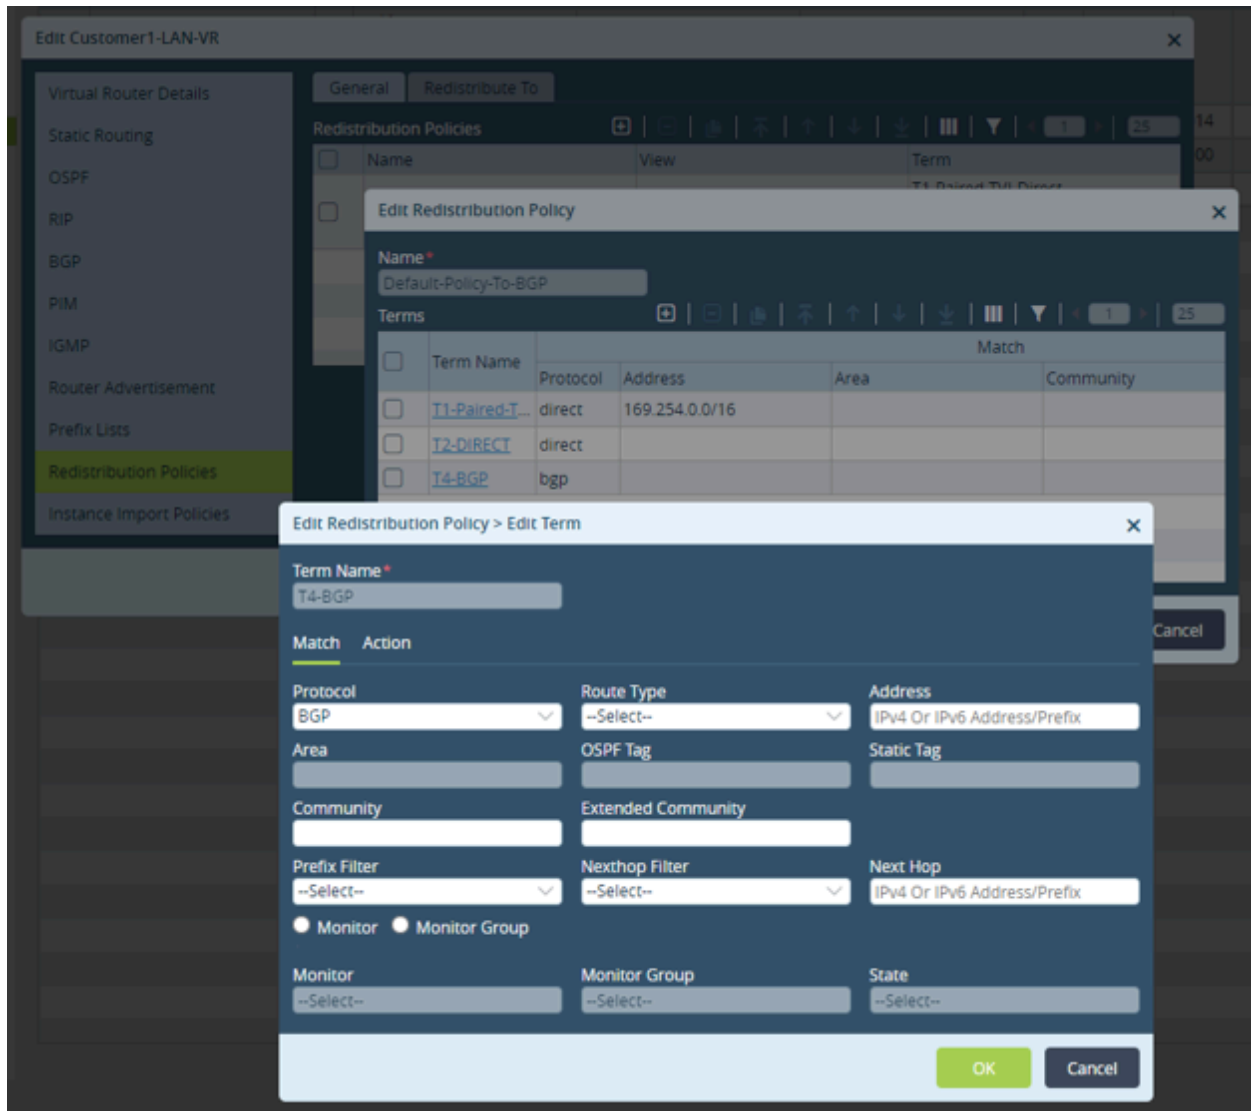 Edit Customer1-LAN-VR
Virtual Router Details
Static Routing
OSPF
RIP
BGP
PIM
IGMP
Router Advertisement
Prefix Lists
Redistribution Policies
Instance Import Policies
General Redistribute To
Redistribution Policies 1 25
14
Name View Term
00
T1-Paired-TVI-Direct
Edit Redistribution Policy
Name*
Default-Policy-To-BGP
Terms 1 25
Match
Term Name
Protocol Address Area Community
T1-Paired-T... direct 169.254.0.0/16
T2-DIRECT direct
T4-BGP bgp
Cancel
Edit Redistribution Policy > Edit Term
Term Name*
T4-BGP
Match Action
Protocol Route Type Address
BGP --Select-- IPv4 Or IPv6 Address/Prefix
Area OSPF Tag Static Tag
Community Extended Community
Prefix Filter Nexthop Filter Next Hop
--Select-- --Select-- IPv4 Or IPv6 Address/Prefix
Monitor Monitor Group
Monitor Monitor Group State
--Select-- --Select-- --Select--
OK Cancel